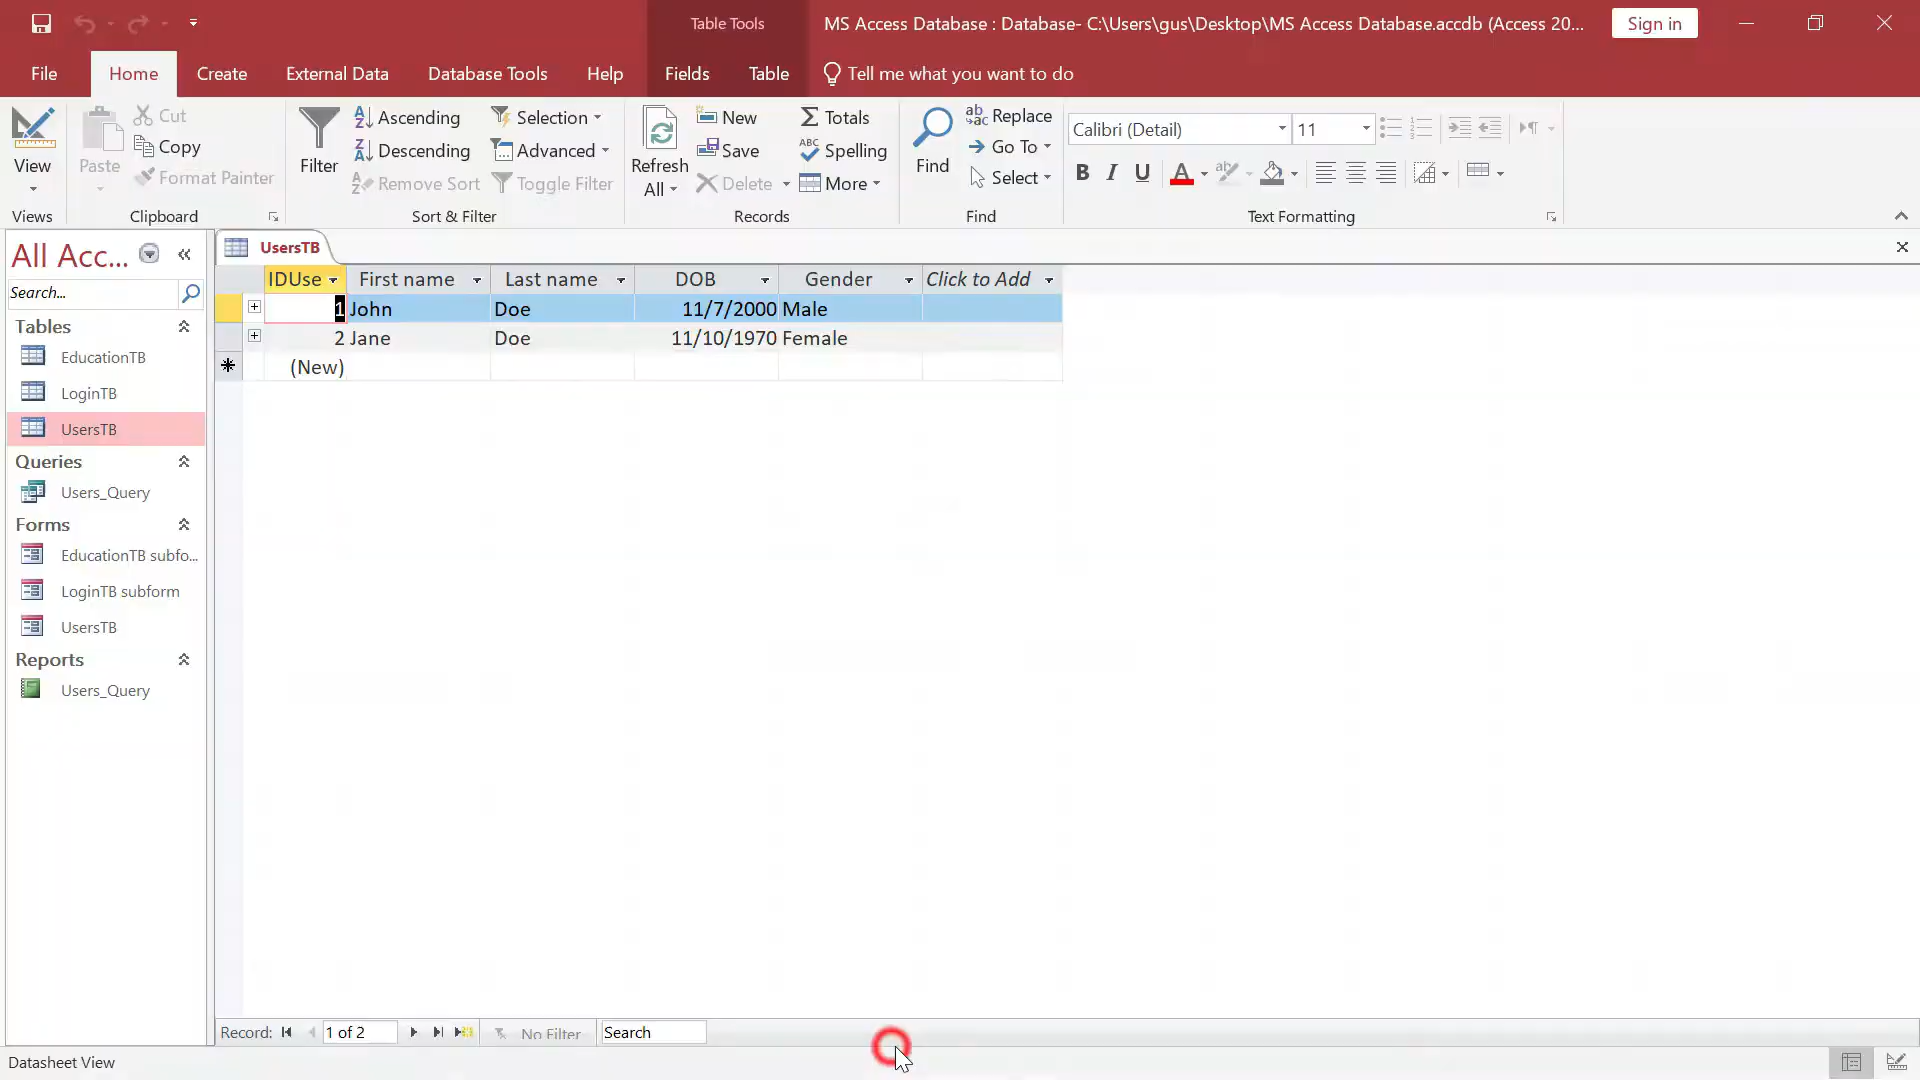 Table Tools
MS Access Database : Database- C:\Users\gus\Desktop\MS Access Database.accdb (Access 20...
Sign in
File
Home
Create
External Data
Database Tools
Help
Fields
Table
Tell me what you want to do
View
Views
Paste
Cut
Copy
Format Painter
Clipboard
Filter
Ascending
Descending
Remove Sort
Selection
Advanced
Toggle Filter
Sort & Filter
Refresh
All
New
Save
Delete
Totals
Spelling
More
Records
Find
Replace
Go To
Select
Find
Calibri (Detail)
11
B I U A
Text Formatting
All Acc...
Search...
Tables
EducationTB
LoginTB
UsersTB
Queries
Users_Query
Forms
EducationTB subfo...
LoginTB subform
UsersTB
Reports
Users_Query
UsersTB
IDUse First name Last name DOB Gender Click to Add
1 John Doe 11/7/2000 Male
2 Jane Doe 11/10/1970 Female
(New)
Record: 1 of 2 No Filter Search
Datasheet View